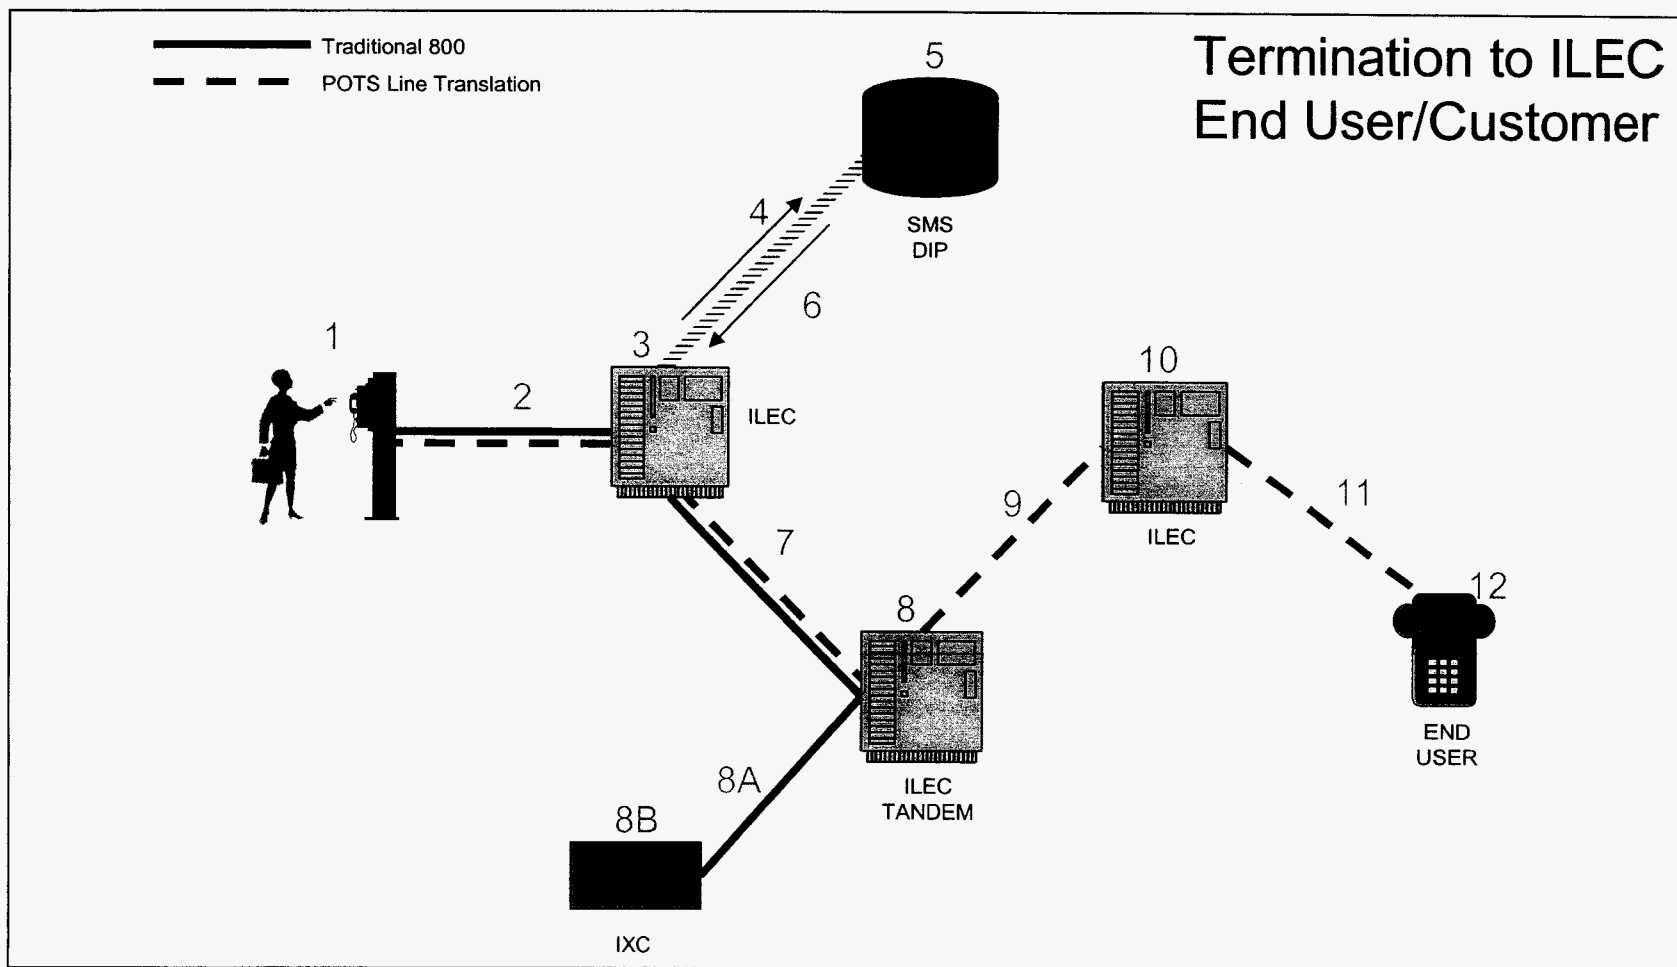 Traditional 800
POTS Line Translation
Termination to ILEC
End User/Customer
5
SMS
DIP
4
6
1
2
3
ILEC
10
ILEC
7
9
11
12
END
USER
8
ILEC
TANDEM
8A
8B
IXC